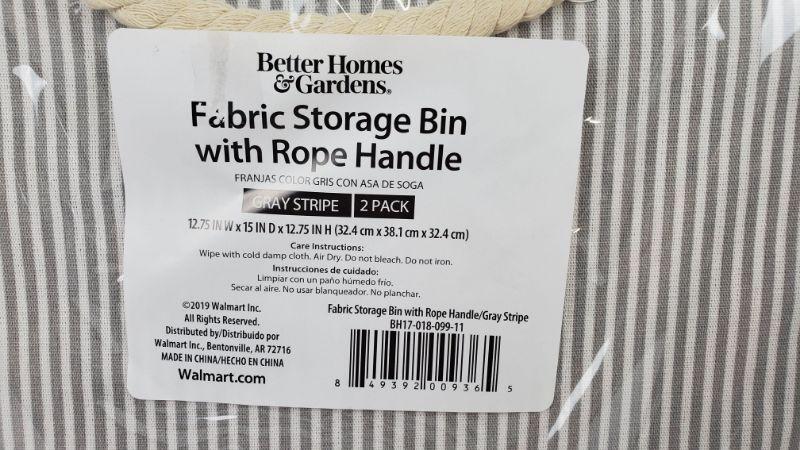 Better Homes
& Gardens®
Fabric Storage Bin
with Rope Handle
FRANJAS COLOR GRIS CON ASA DE SOGA
GRAY STRIPE 2 PACK
12.75 IN W x 15 IN D x 12.75 IN H (32.4 cm x 38.1 cm x 32.4 cm)
Care Instructions:
Wipe with cold damp cloth. Air Dry. Do not bleach. Do not iron.
Instrucciones de cuidado:
Limpiar con un paño húmedo frío.
Secar al aire. No usar blanqueador. No planchar.
©2019 Walmart Inc.
All Rights Reserved.
Distributed by/Distribuido por
Walmart Inc., Bentonville, AR 72716
MADE IN CHINA/HECHO EN CHINA
Walmart.com
Fabric Storage Bin with Rope Handle/Gray Stripe
BH17-018-099-11
8 49392 00936 5